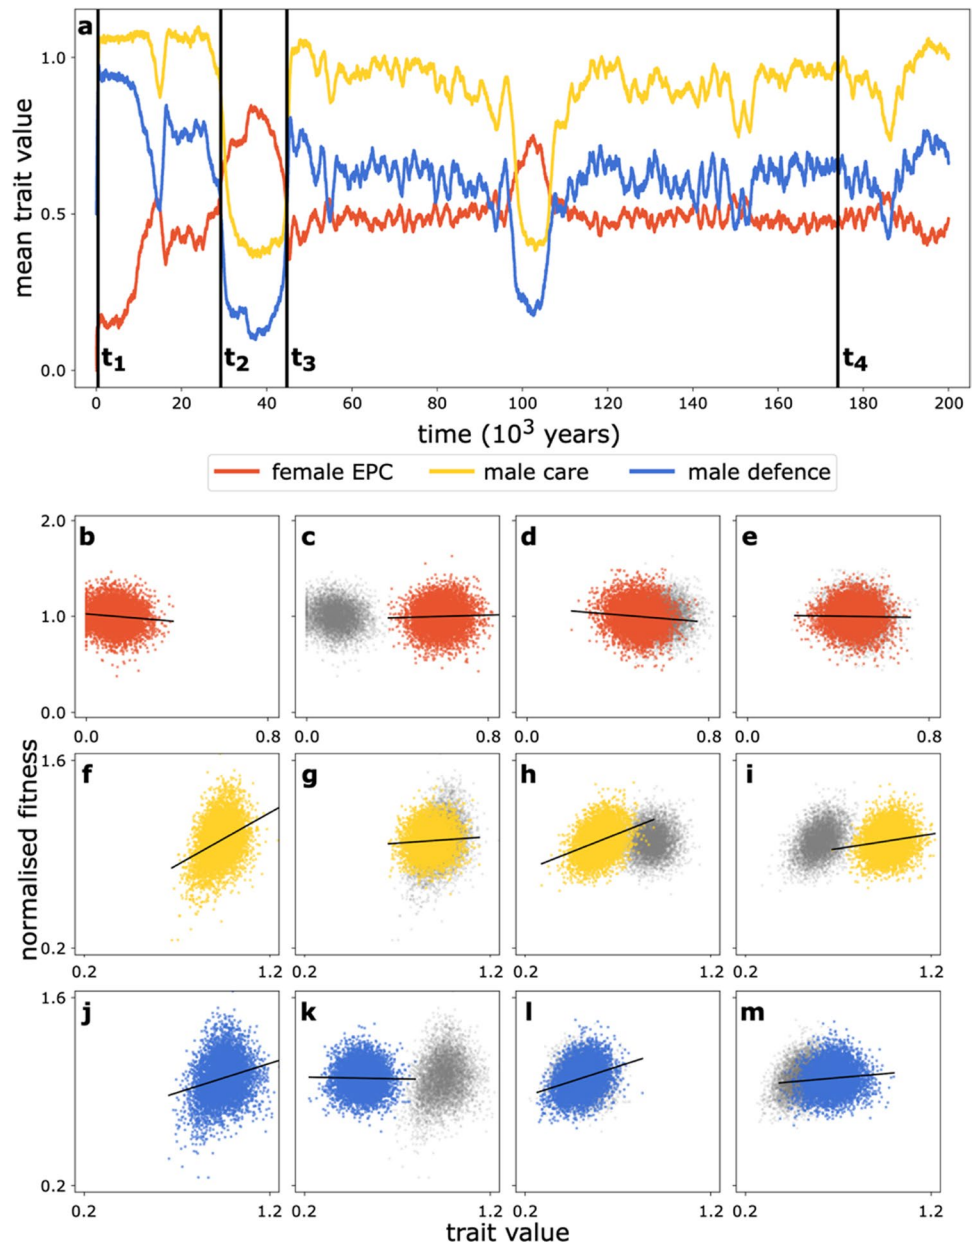 a
mean trait value
1.0
0.5
0.0
t1
t2
t3
t4
0 20 40 60 80 100 120 140 160 180 200
time (10³ years)
female EPC male care male defence
normalised fitness
2.0
1.0
0.0
b c d e
0.0 0.8 0.0 0.8 0.0 0.8 0.0 0.8
1.6
0.2
f g h i
0.2 1.2 0.2 1.2 0.2 1.2 0.2 1.2
1.6
0.2
j k l m
0.2 1.2 0.2 1.2 0.2 1.2 0.2 1.2
trait value